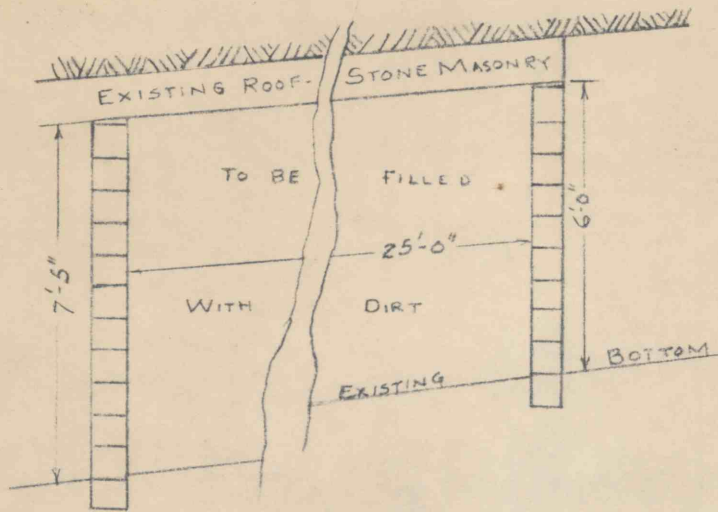 EXISTING ROOF- STONE MASONRY
TO BE FILLED
7'-5"
25'-0"
6'-0"
WITH DIRT
EXISTING BOTTOM